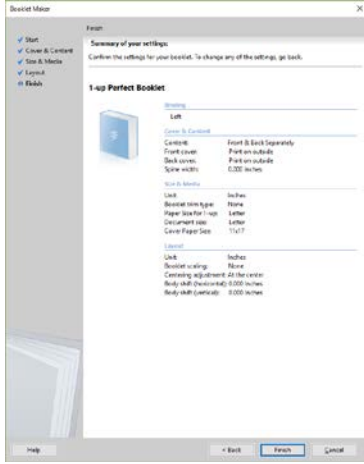 Booklet Maker
Finish
Start
Cover & Content
Size & Media
Layout
Finish
Summary of your settings:
Confirm the settings for your booklet. To change any of the settings, go back.
1-up Perfect Booklet
Binding
Left
Cover & Content
Content: Front & Back Separately
Front cover: Print on outside
Back cover: Print on outside
Spine width: 0.000 inches
Size & Media
Unit: Inches
Booklet trim type: None
Paper Size for 1-up: Letter
Document size: Letter
Cover Paper Size: 11x17
Layout
Unit: Inches
Booklet scaling: None
Centering adjustment: At the center
Body shift (horizontal): 0.000 inches
Body shift (vertical): 0.000 inches
Help
< Back
Finish
Cancel